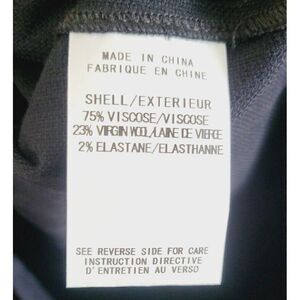 MADE IN CHINA
FABRIQUE EN CHINE
SHELL/EXTERIEUR
75% VISCOSE/VISCOSE
23% VIRGIN WOOL/LAINE DE VIERGE
2% ELASTANE/ELASTHANNE
SEE REVERSE SIDE FOR CARE
INSTRUCTION DIRECTIVE
D'ENTRETIEN AU VERSO